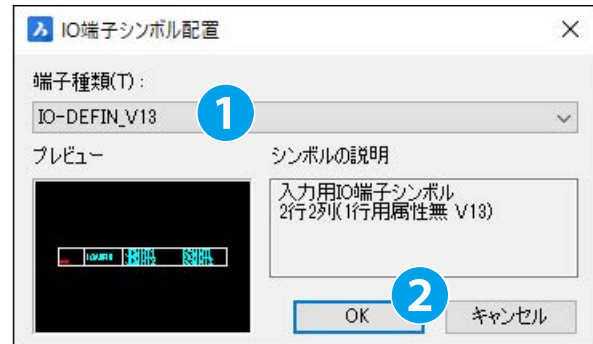 IO端子シンボル配置
端子種類(T) :
IO-DEFIN_V13
1
プレビュー
シンボルの説明
入力用IO端子シンボル
2行2列(1行用属性無 V13)
2
OK
キャンセル